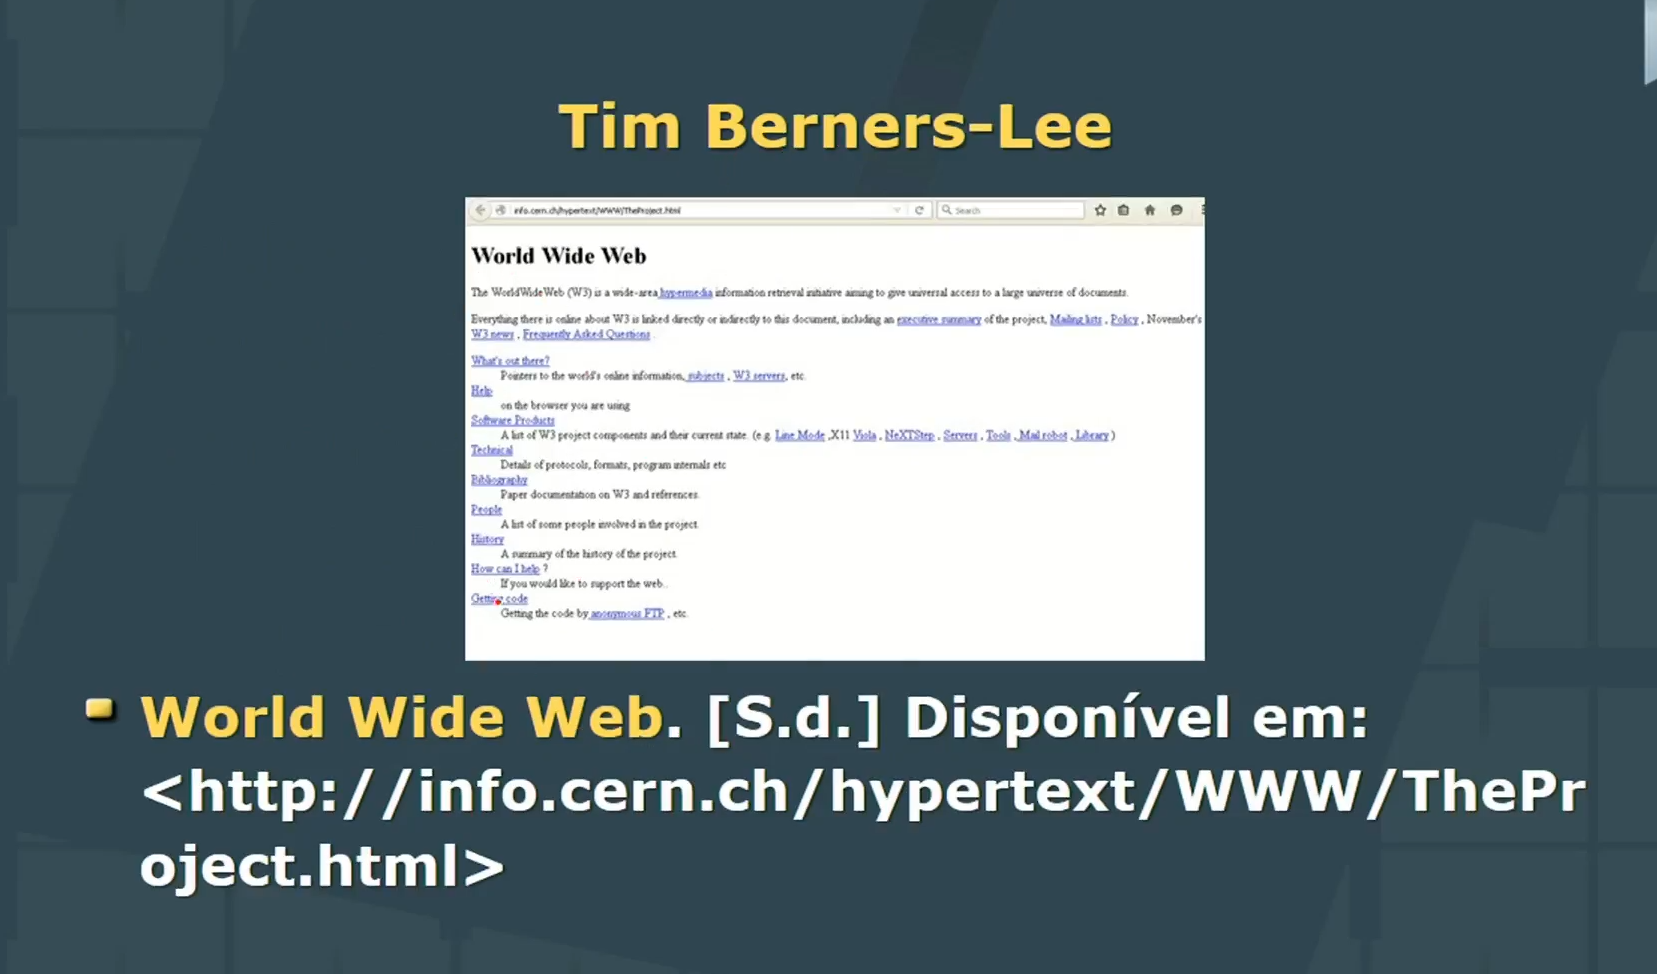 Tim Berners-Lee
info.cern.ch/hypertext/WWW/TheProject.html
Search
World Wide Web
The WorldWideWeb (W3) is a wide-area hypermedia information retrieval initiative aiming to give universal access to a large universe of documents.
Everything there is online about W3 is linked directly or indirectly to this document, including an executive summary of the project, Mailing lists , Policy , November's
W3 news , Frequently Asked Questions .
What's out there?
Pointers to the world's online information, subjects , W3 servers, etc.
Help
on the browser you are using
Software Products
A list of W3 project components and their current state. (e.g. Line Mode ,X11 Viola , NeXTStep , Servers , Tools , Mail robot , Library )
Technical
Details of protocols, formats, program internals etc
Bibliography
Paper documentation on W3 and references.
People
A list of some people involved in the project.
History
A summary of the history of the project.
How can I help ?
If you would like to support the web..
Getting code
Getting the code by anonymous FTP , etc.
World Wide Web. [S.d.] Disponível em:
<http://info.cern.ch/hypertext/WWW/ThePr
oject.html>